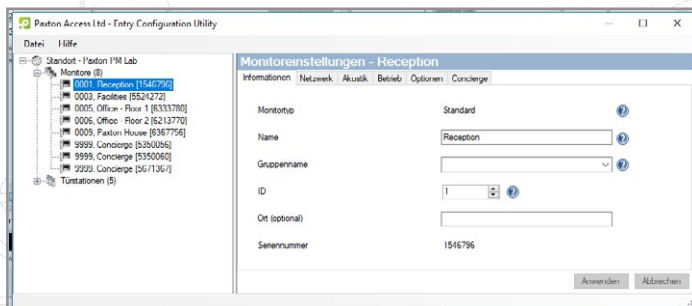 Paxton Access Ltd - Entry Configuration Utility
Datei Hilfe
Standort - Paxton PM Lab
Monitore (8)
0001, Reception [1546796]
0003, Facilities [5524272]
0005, Office - Floor 1 [6333780]
0006, Office - Floor 2 [6213770]
0009, Paxton House [6367756]
9999, Concierge [5350056]
9999, Concierge [5350060]
9999, Concierge [5671367]
Türstationen (5)
Monitoreinstellungen - Reception
Informationen Netzwerk Akustik Betrieb Optionen Concierge
Monitortyp Standard
Name Reception
Gruppenname
ID 1
Ort (optional)
Seriennummer 1546796
Anwenden Abbrechen